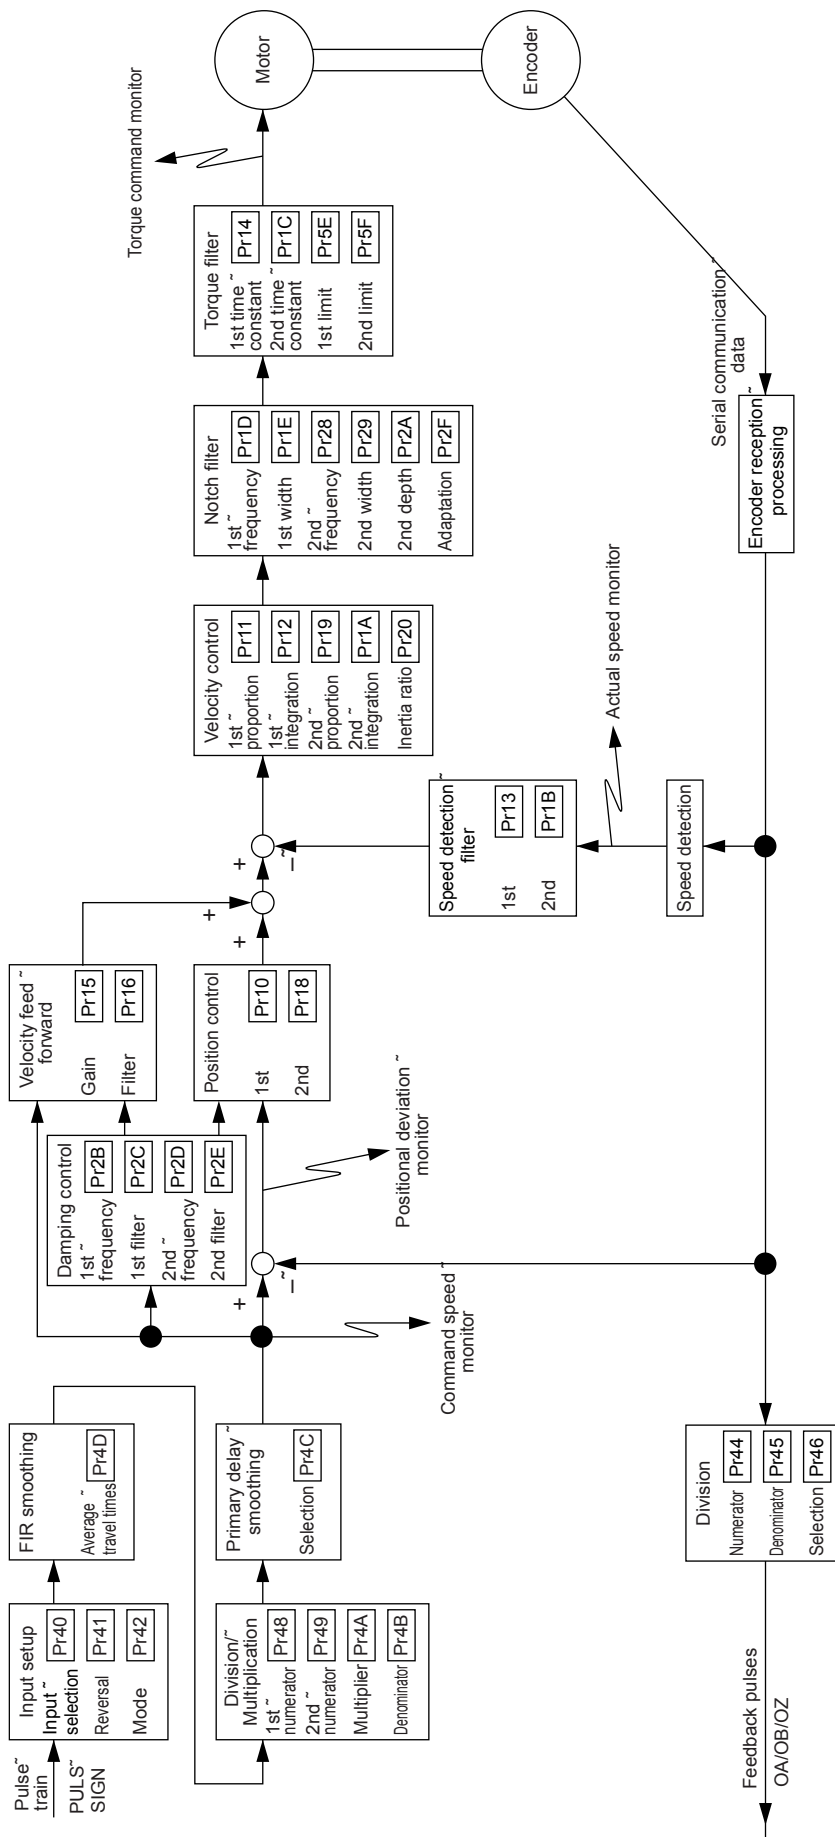 Pulse~
train
PULS~
SIGN
Input setup
Input~
selection Pr40
Reversal Pr41
Mode Pr42
FIR smoothing
Average~
travel times Pr4D
Division/~
Multiplication
1st~
numerator Pr48
2nd~
numerator Pr49
Multiplier Pr4A
Denominator Pr4B
Primary delay~
smoothing
Selection Pr4C
Command speed~
monitor
Damping control
1st~
frequency Pr2B
1st filter Pr2C
2nd~
frequency Pr2D
2nd filter Pr2E
+
−~
Positional deviation~
monitor
Velocity feed~
forward
Gain Pr15
Filter Pr16
Position control
1st Pr10
2nd Pr18
+
+
+
−~
Velocity control
1st~
proportion Pr11
1st~
integration Pr12
2nd~
proportion Pr19
2nd~
integration Pr1A
Inertia ratio Pr20
Speed detection~
filter
1st Pr13
2nd Pr1B
Actual speed monitor
Speed detection
Notch filter
1st~
frequency Pr1D
1st width Pr1E
2nd~
frequency Pr28
2nd width Pr29
2nd depth Pr2A
Adaptation Pr2F
Torque filter
1st time~
constant Pr14
2nd time~
constant Pr1C
1st limit Pr5E
2nd limit Pr5F
Torque command monitor
Motor
Encoder
Serial communication~
data
Encoder reception~
processing
Division
Numerator Pr44
Denominator Pr45
Selection Pr46
Feedback pulses
OA/OB/OZ